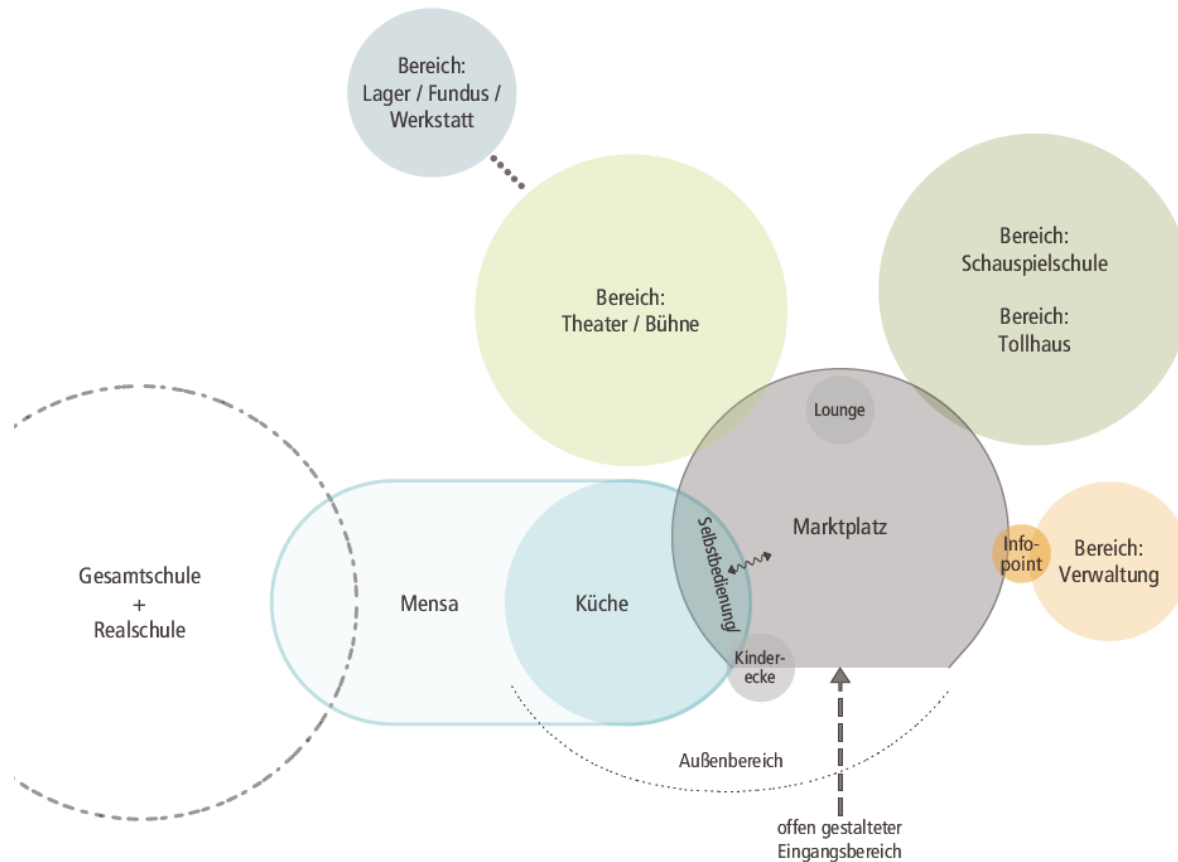 Bereich:
Lager / Fundus /
Werkstatt
Bereich:
Theater / Bühne
Bereich:
Schauspielschule
Bereich:
Tollhaus
Lounge
Marktplatz
Selbstbedienung/
Info-
point
Bereich:
Verwaltung
Gesamtschule
+
Realschule
Mensa
Küche
Kinder-
ecke
Außenbereich
offen gestalteter
Eingangsbereich